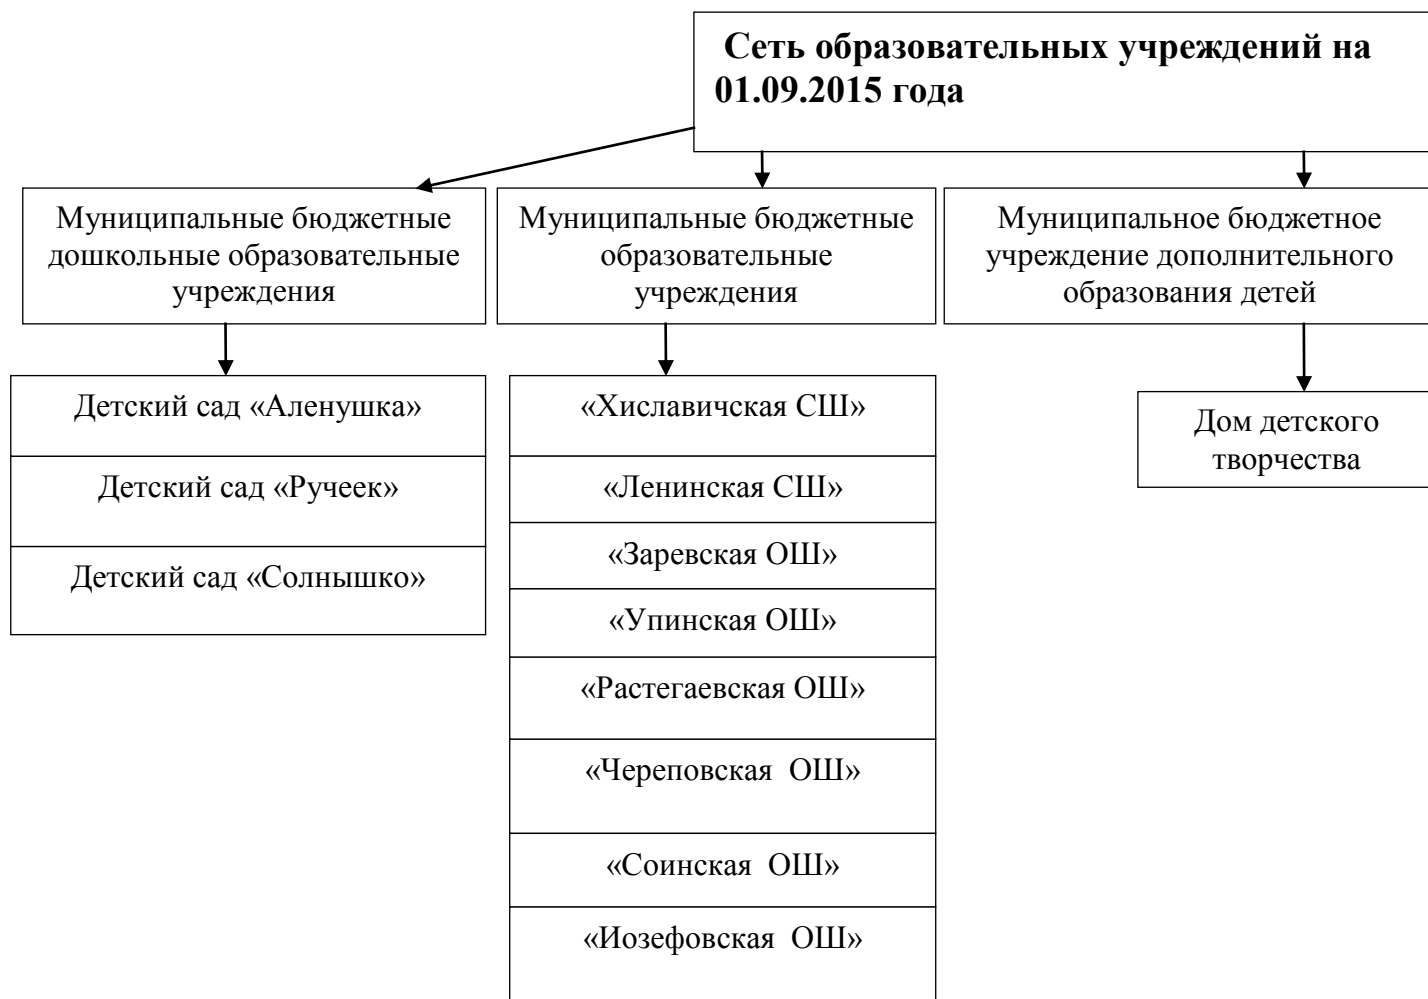 Сеть образовательных учреждений на
01.09.2015 года
Муниципальные бюджетные
дошкольные образовательные
учреждения
Муниципальные бюджетные
образовательные
учреждения
Муниципальное бюджетное
учреждение дополнительного
образования детей
Детский сад «Аленушка»
Детский сад «Ручеек»
Детский сад «Солнышко»
«Хиславичская СШ»
«Ленинская СШ»
«Заревская ОШ»
«Упинская ОШ»
«Растегаевская ОШ»
«Череповская ОШ»
«Соинская ОШ»
«Иозефовская ОШ»
Дом детского
творчества